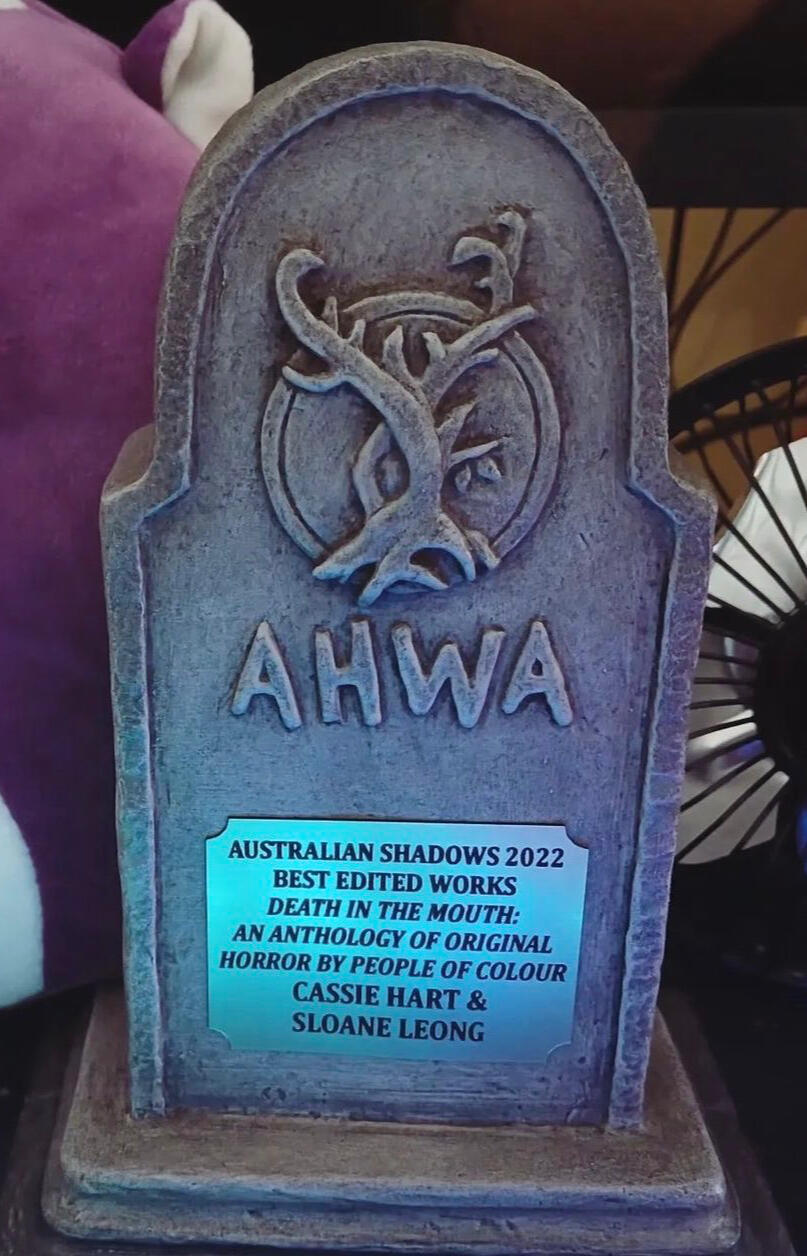 AHWA
AUSTRALIAN SHADOWS 2022
BEST EDITED WORKS
DEATH IN THE MOUTH:
AN ANTHOLOGY OF ORIGINAL
HORROR BY PEOPLE OF COLOUR
CASSIE HART &
SLOANE LEONG